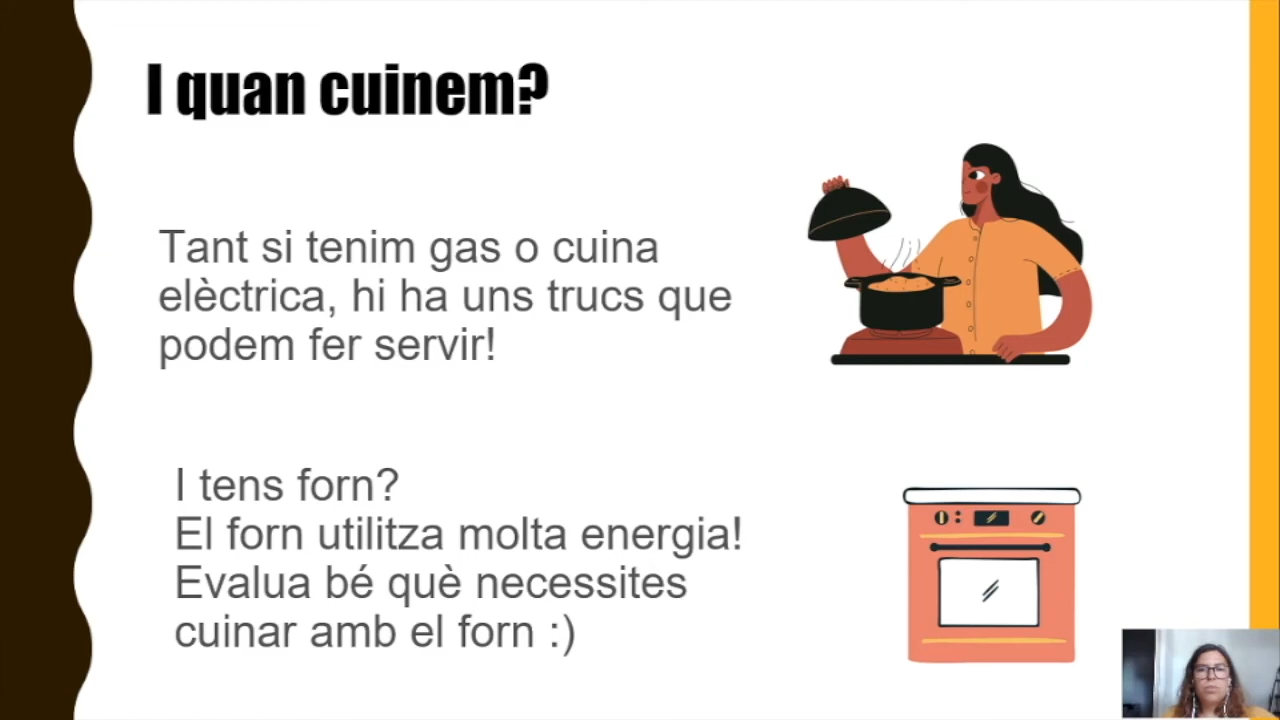 I quan cuinem?
Tant si tenim gas o cuina
elèctrica, hi ha uns trucs que
podem fer servir!
I tens forn?
El forn utilitza molta energia!
Evalua bé què necessites
cuinar amb el forn :)